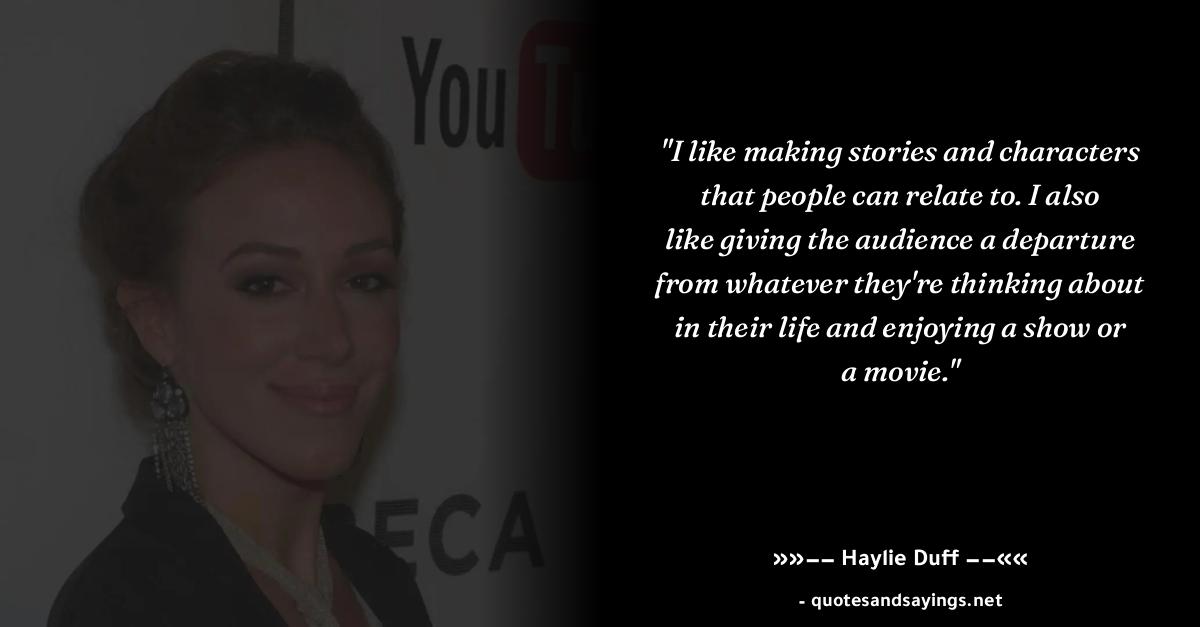 You Tu
ECA
"I like making stories and characters
that people can relate to. I also
like giving the audience a departure
from whatever they're thinking about
in their life and enjoying a show or
a movie."
»»–– Haylie Duff ––««
- quotesandsayings.net